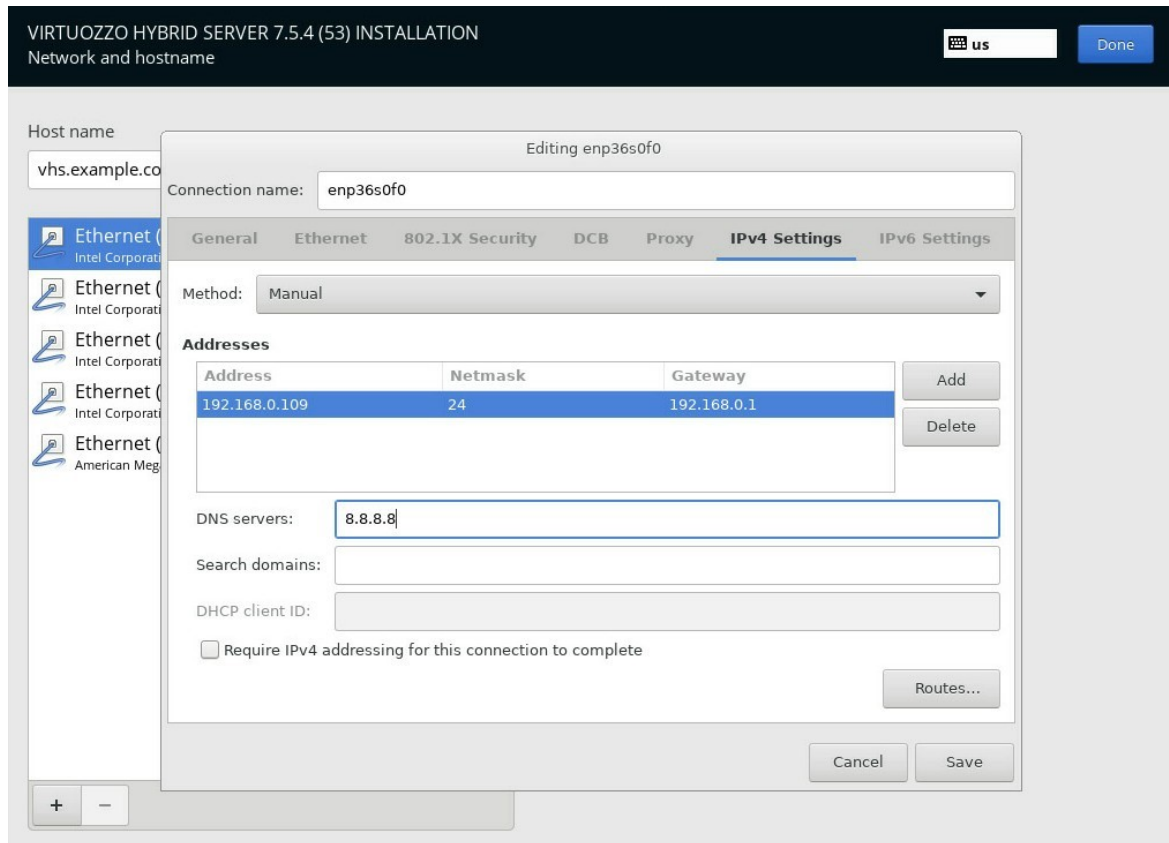 VIRTUOZZO HYBRID SERVER 7.5.4 (53) INSTALLATION
Network and hostname
us
Done
Host name
vhs.example.co
Editing enp36s0f0
Connection name: enp36s0f0
General Ethernet 802.1X Security DCB Proxy IPv4 Settings IPv6 Settings
Ethernet (
Intel Corporati
Ethernet (
Intel Corporati
Ethernet (
Intel Corporati
Ethernet (
Intel Corporati
Ethernet (
American Meg
Method: Manual
Addresses
Address Netmask Gateway
192.168.0.109 24 192.168.0.1
Add
Delete
DNS servers: 8.8.8.8
Search domains:
DHCP client ID:
Require IPv4 addressing for this connection to complete
Routes...
Cancel Save
+ −